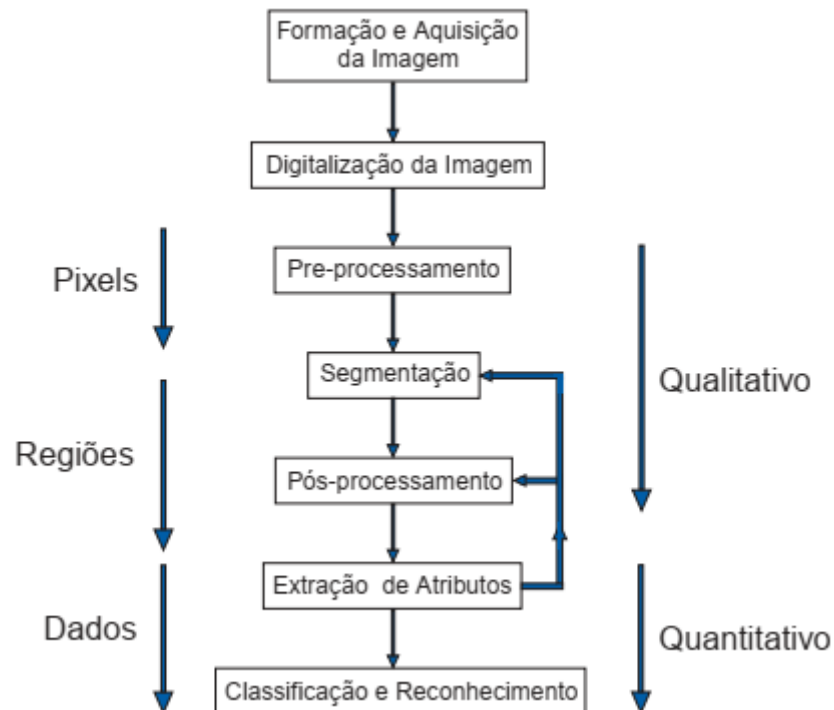 Formação e Aquisição
da Imagem
Digitalização da Imagem
Pixels
Pre-processamento
Segmentação
Qualitativo
Regiões
Pós-processamento
Extração de Atributos
Dados
Quantitativo
Classificação e Reconhecimento